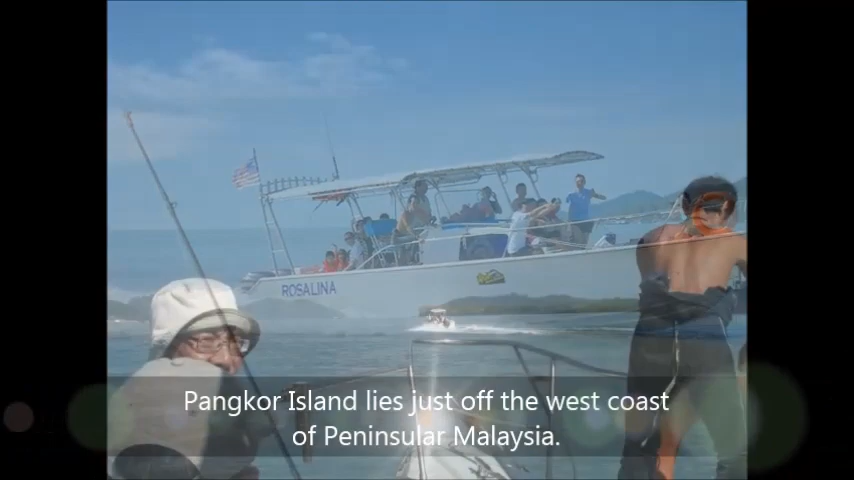 ROSALINA
Pangkor Island lies just off the west coast
of Peninsular Malaysia.